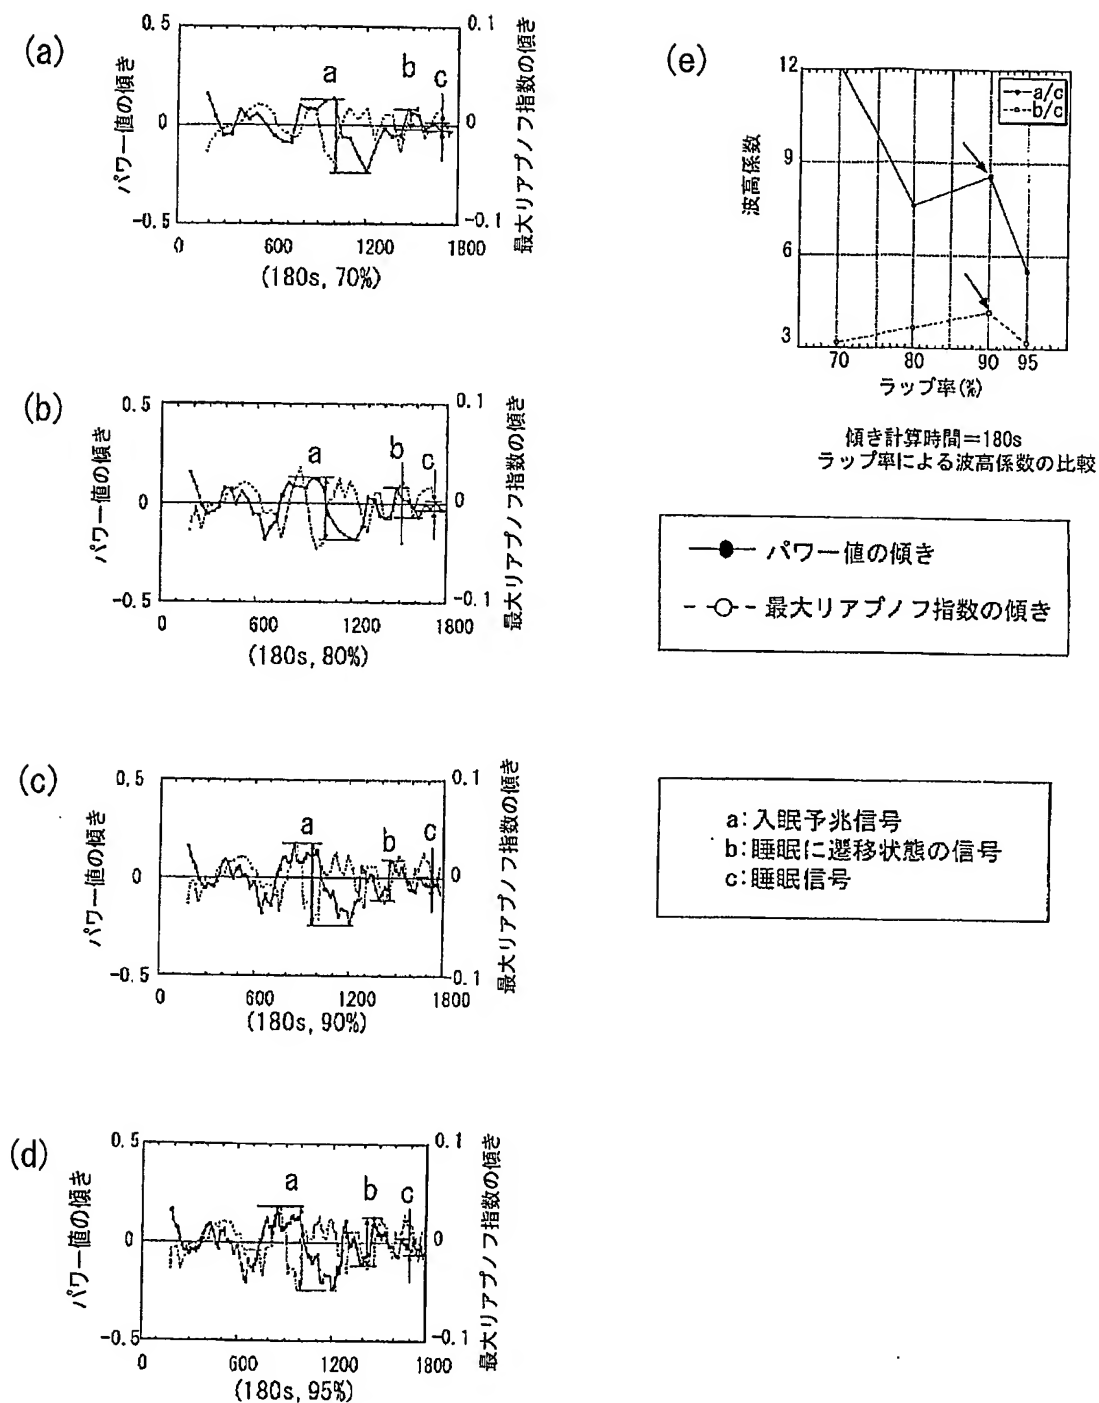 (a)
0.5
0
-0.5
パワー値の傾き
0.1
0
-0.1
最大リアプノフ指数の傾き
a
b
c
0 600 1200 1800
(180s, 70%)
(b)
0.5
0
-0.5
パワー値の傾き
0.1
0
-0.1
最大リアプノフ指数の傾き
a
b
c
0 600 1200 1800
(180s, 80%)
(c)
0.5
0
-0.5
パワー値の傾き
0.1
0
-0.1
最大リアプノフ指数の傾き
a
b
c
0 600 1200 1800
(180s, 90%)
(d)
0.5
0
-0.5
パワー値の傾き
0.1
0
-0.1
最大リアプノフ指数の傾き
a
b
c
0 600 1200 1800
(180s, 95%)
(e)
12
9
6
3
波高係数
a/c
b/c
70 80 90 95
ラップ率(%)
傾き計算時間=180s
ラップ率による波高係数の比較
パワー値の傾き
最大リアプノフ指数の傾き
a:入眠予兆信号
b:睡眠に遷移状態の信号
c:睡眠信号